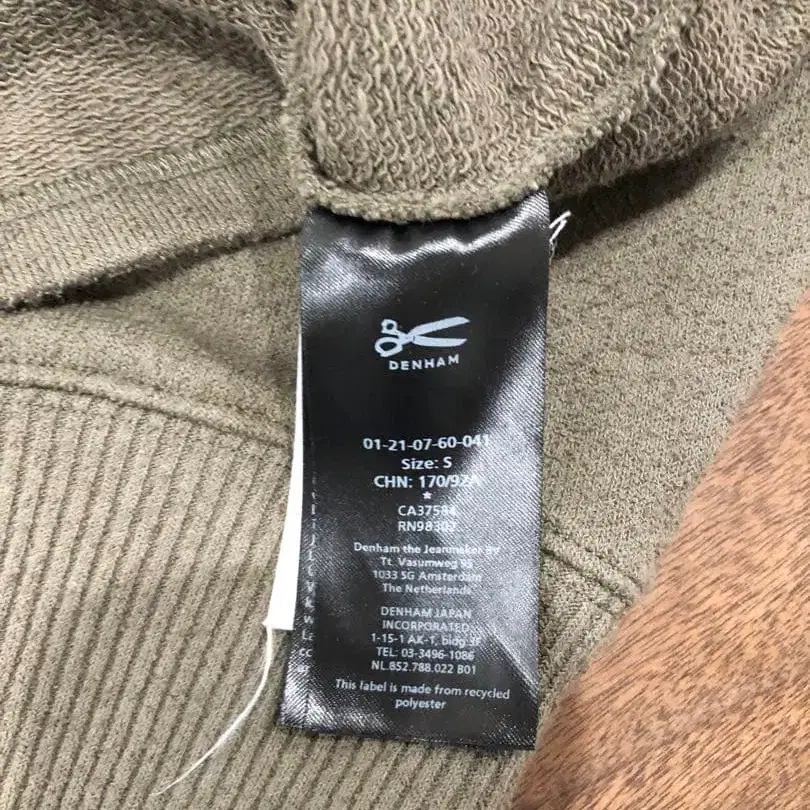 DENHAM
01-21-07-60-041
Size: S
CHN: 170/92A
*
CA37584
RN98307
Denham the Jeanmaker BV
Tt. Vasumweg 95
1033 SG Amsterdam
The Netherlands
DENHAM JAPAN
INCORPORATED
1-15-1 AK-1, bldg 3F
TEL: 03-3496-1086
NL.852.788.022 B01
This label is made from recycled
polyester